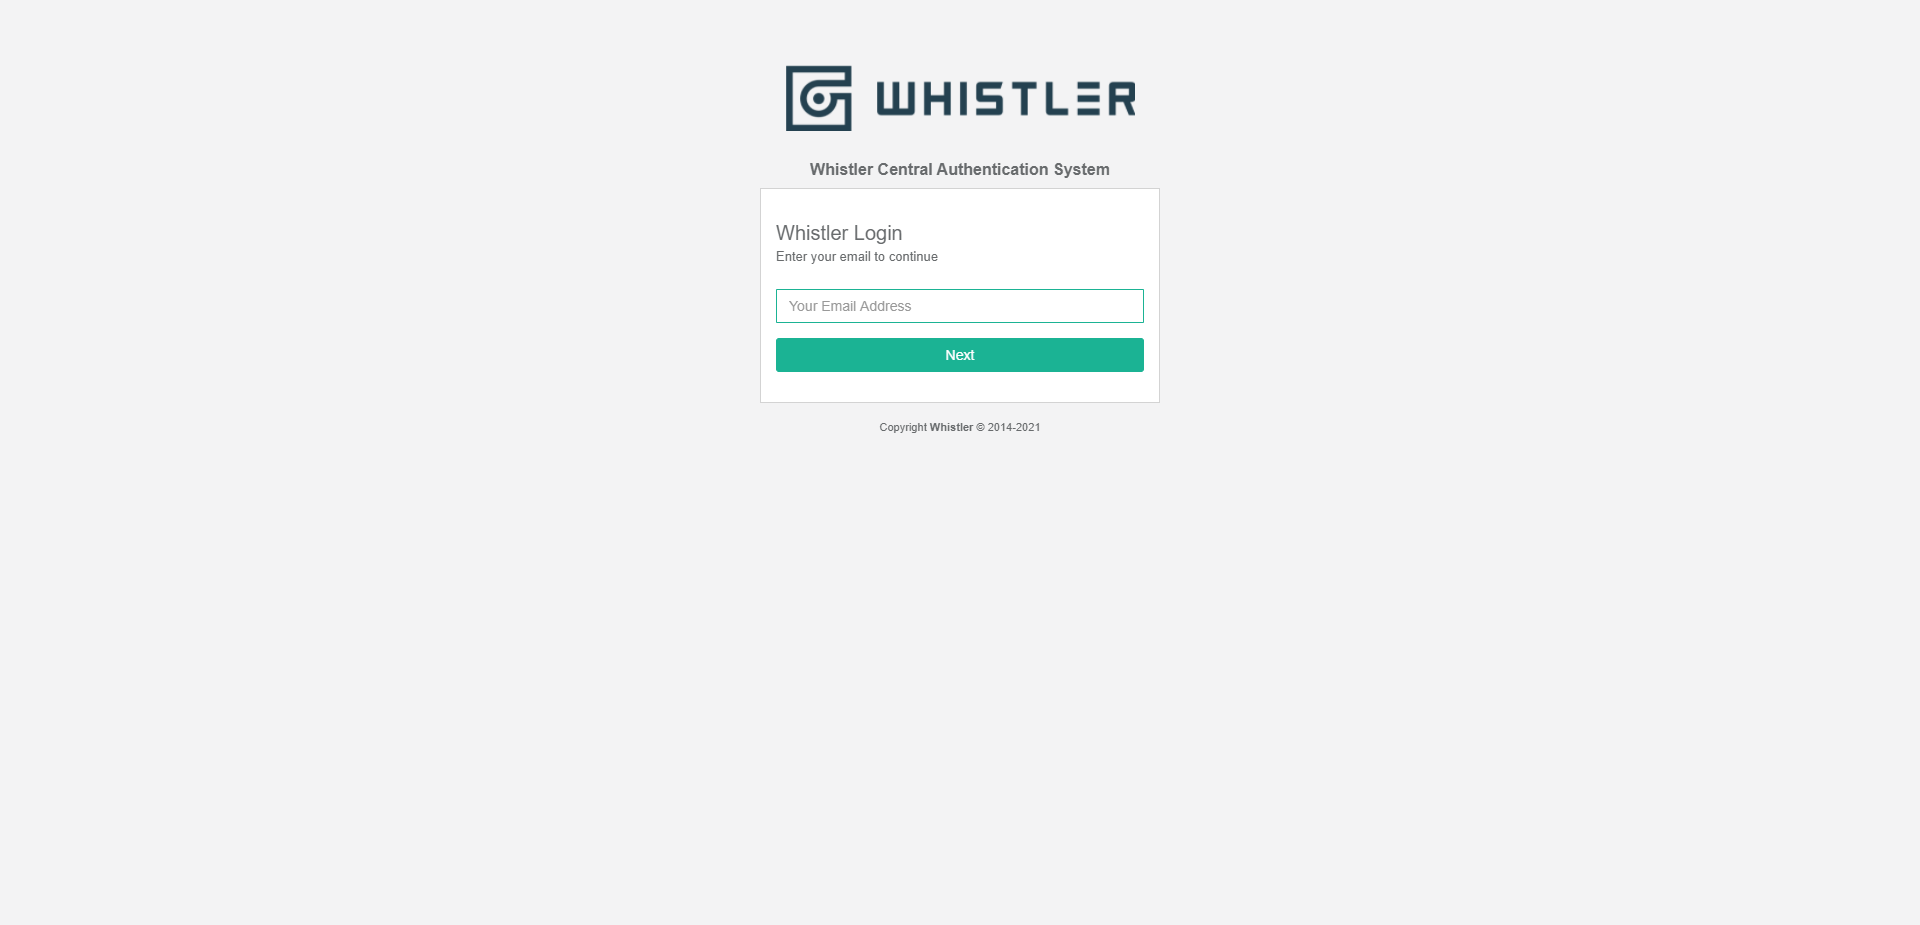 WHISTLER
Whistler Central Authentication System
Whistler Login
Enter your email to continue
Your Email Address
Next
Copyright Whistler © 2014-2021